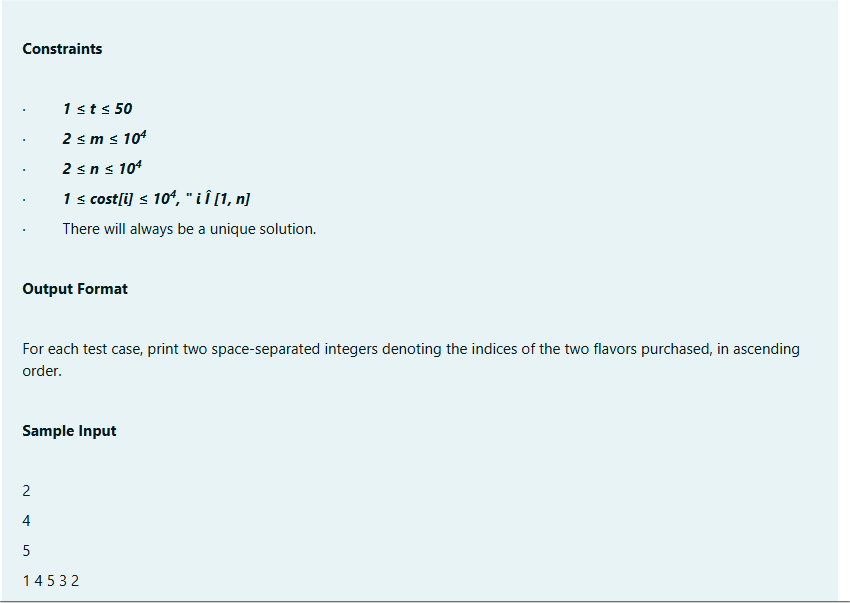 Constraints
· 1 ≤ t ≤ 50
· 2 ≤ m ≤ 10⁴
· 2 ≤ n ≤ 10⁴
· 1 ≤ cost[i] ≤ 10⁴, " i Î [1, n]
· There will always be a unique solution.
Output Format
For each test case, print two space-separated integers denoting the indices of the two flavors purchased, in ascending
order.
Sample Input
2
4
5
1 4 5 3 2